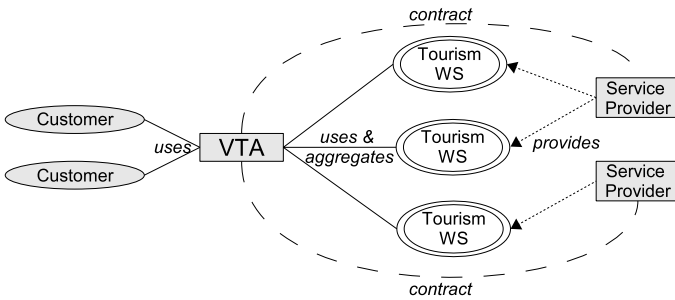 contract
Tourism
WS
Service
Provider
Customer
uses
VTA
uses &
aggregates
Tourism
WS
provides
Customer
Service
Provider
Tourism
WS
contract